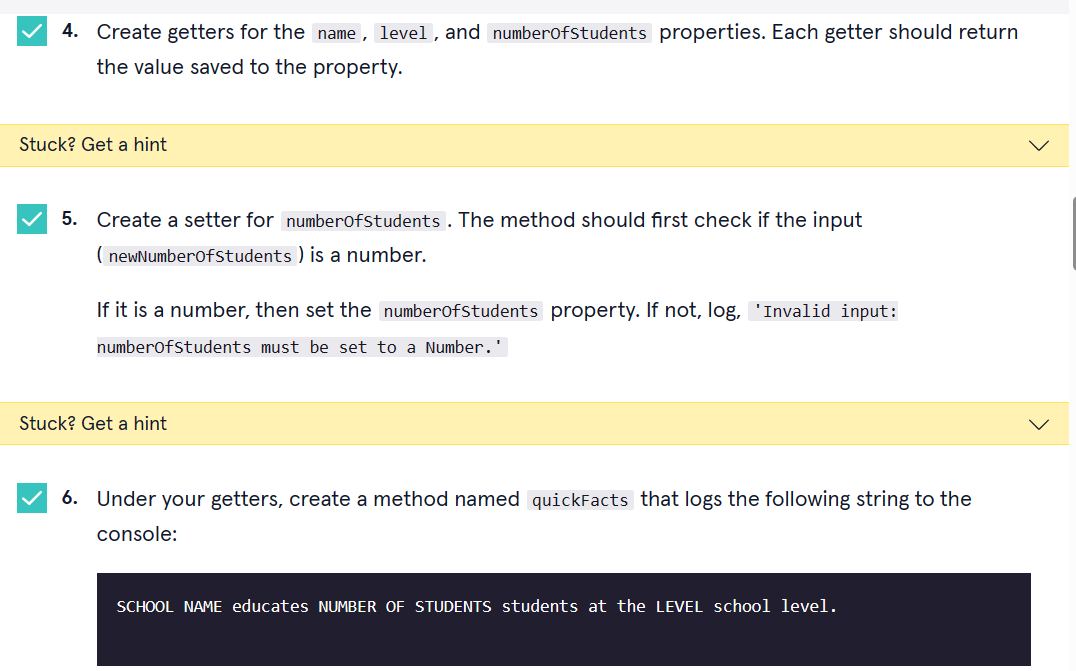 4. Create getters for the name, level, and numberOfStudents properties. Each getter should return
the value saved to the property.
Stuck? Get a hint
5. Create a setter for numberOfStudents. The method should first check if the input
(newNumberOfStudents) is a number.
If it is a number, then set the numberOfStudents property. If not, log, 'Invalid input:
numberOfStudents must be set to a Number.'
Stuck? Get a hint
6. Under your getters, create a method named quickFacts that logs the following string to the
console:
SCHOOL NAME educates NUMBER OF STUDENTS students at the LEVEL school level.